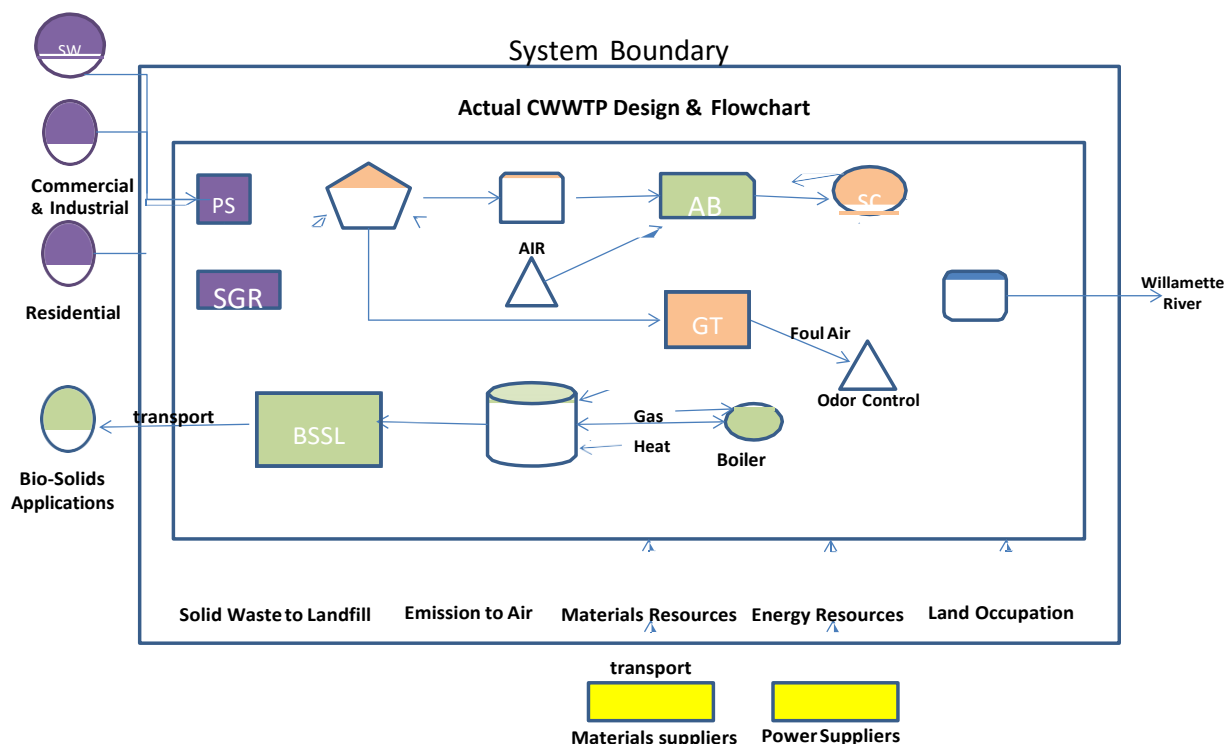 System Boundary
SW
Actual CWWTP Design & Flowchart
Commercial
& Industrial
PS
AB
SC
AIR
SGR
Residential
GT
Foul Air
Willamette
River
Odor Control
transport
BSSL
Gas
Heat
Boiler
Bio-Solids
Applications
Solid Waste to Landfill
Emission to Air
Materials Resources
Energy Resources
Land Occupation
transport
Materials suppliers
Power Suppliers